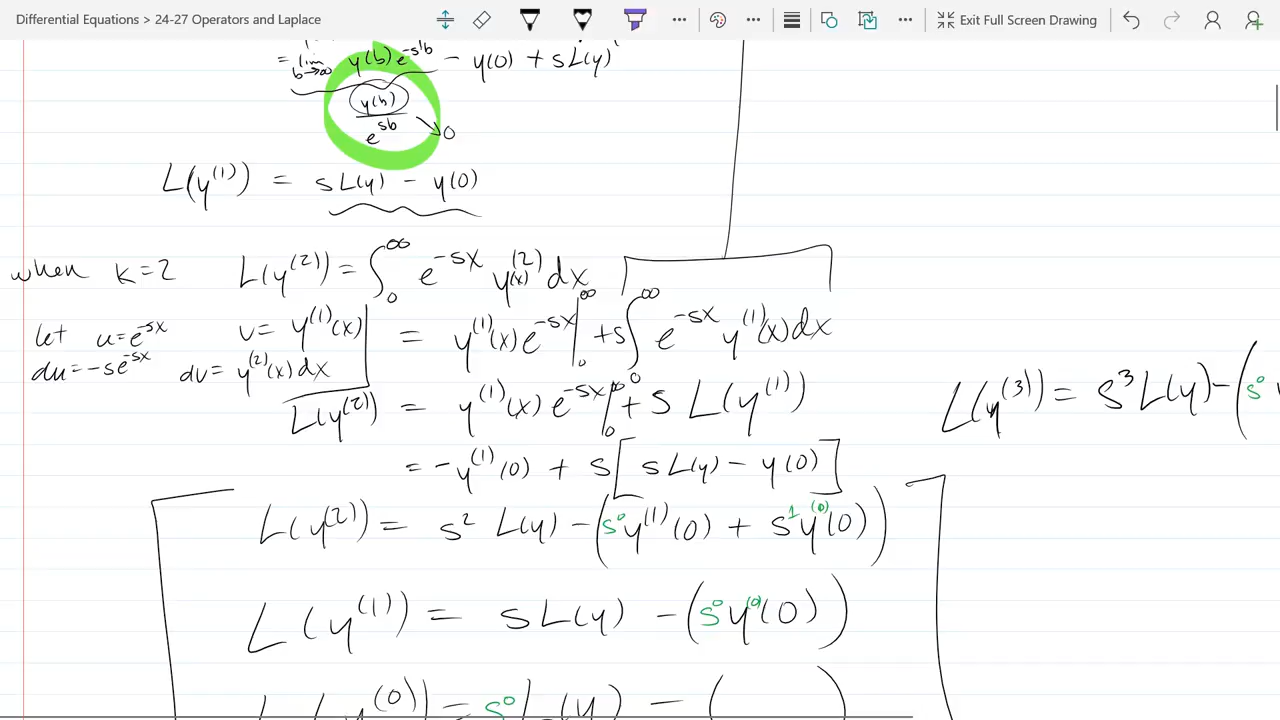 Differential Equations > 24-27 Operators and Laplace
Exit Full Screen Drawing
= lim b→∞ y(b) e^{-sb} - y(0) + sL(y)
y(b) / e^{sb} → 0
L(y^{(1)}) = sL(y) - y(0)
when k=2 L(y^{(2)}) = ∫_0^∞ e^{-sx} y^{(2)}(x) dx
let u = e^{-sx} v = y^{(1)}(x) = y^{(1)}(x) e^{-sx} |_0^∞ + s ∫_0^∞ e^{-sx} y^{(1)}(x) dx
du = -se^{-sx} dv = y^{(2)}(x) dx
L(y^{(2)}) = y^{(1)}(x) e^{-sx} |_0^∞ + s L(y^{(1)})
L(y^{(3)}) = s^3 L(y) - (s^0
= -y^{(1)}(0) + s[sL(y) - y(0)]
L(y^{(2)}) = s^2 L(y) - (s^0 y^{(1)}(0) + s^1 y^{(0)}(0))
L(y^{(1)}) = sL(y) - (s^0 y^{(0)}(0))
L(y^{(0)}) = s^0 L(y) - ( )